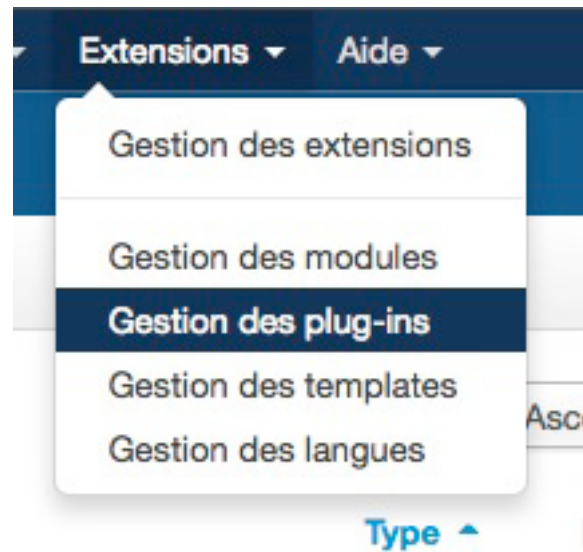 Extensions Aide
Gestion des extensions
Gestion des modules
Gestion des plug-ins
Gestion des templates
Gestion des langues
Type